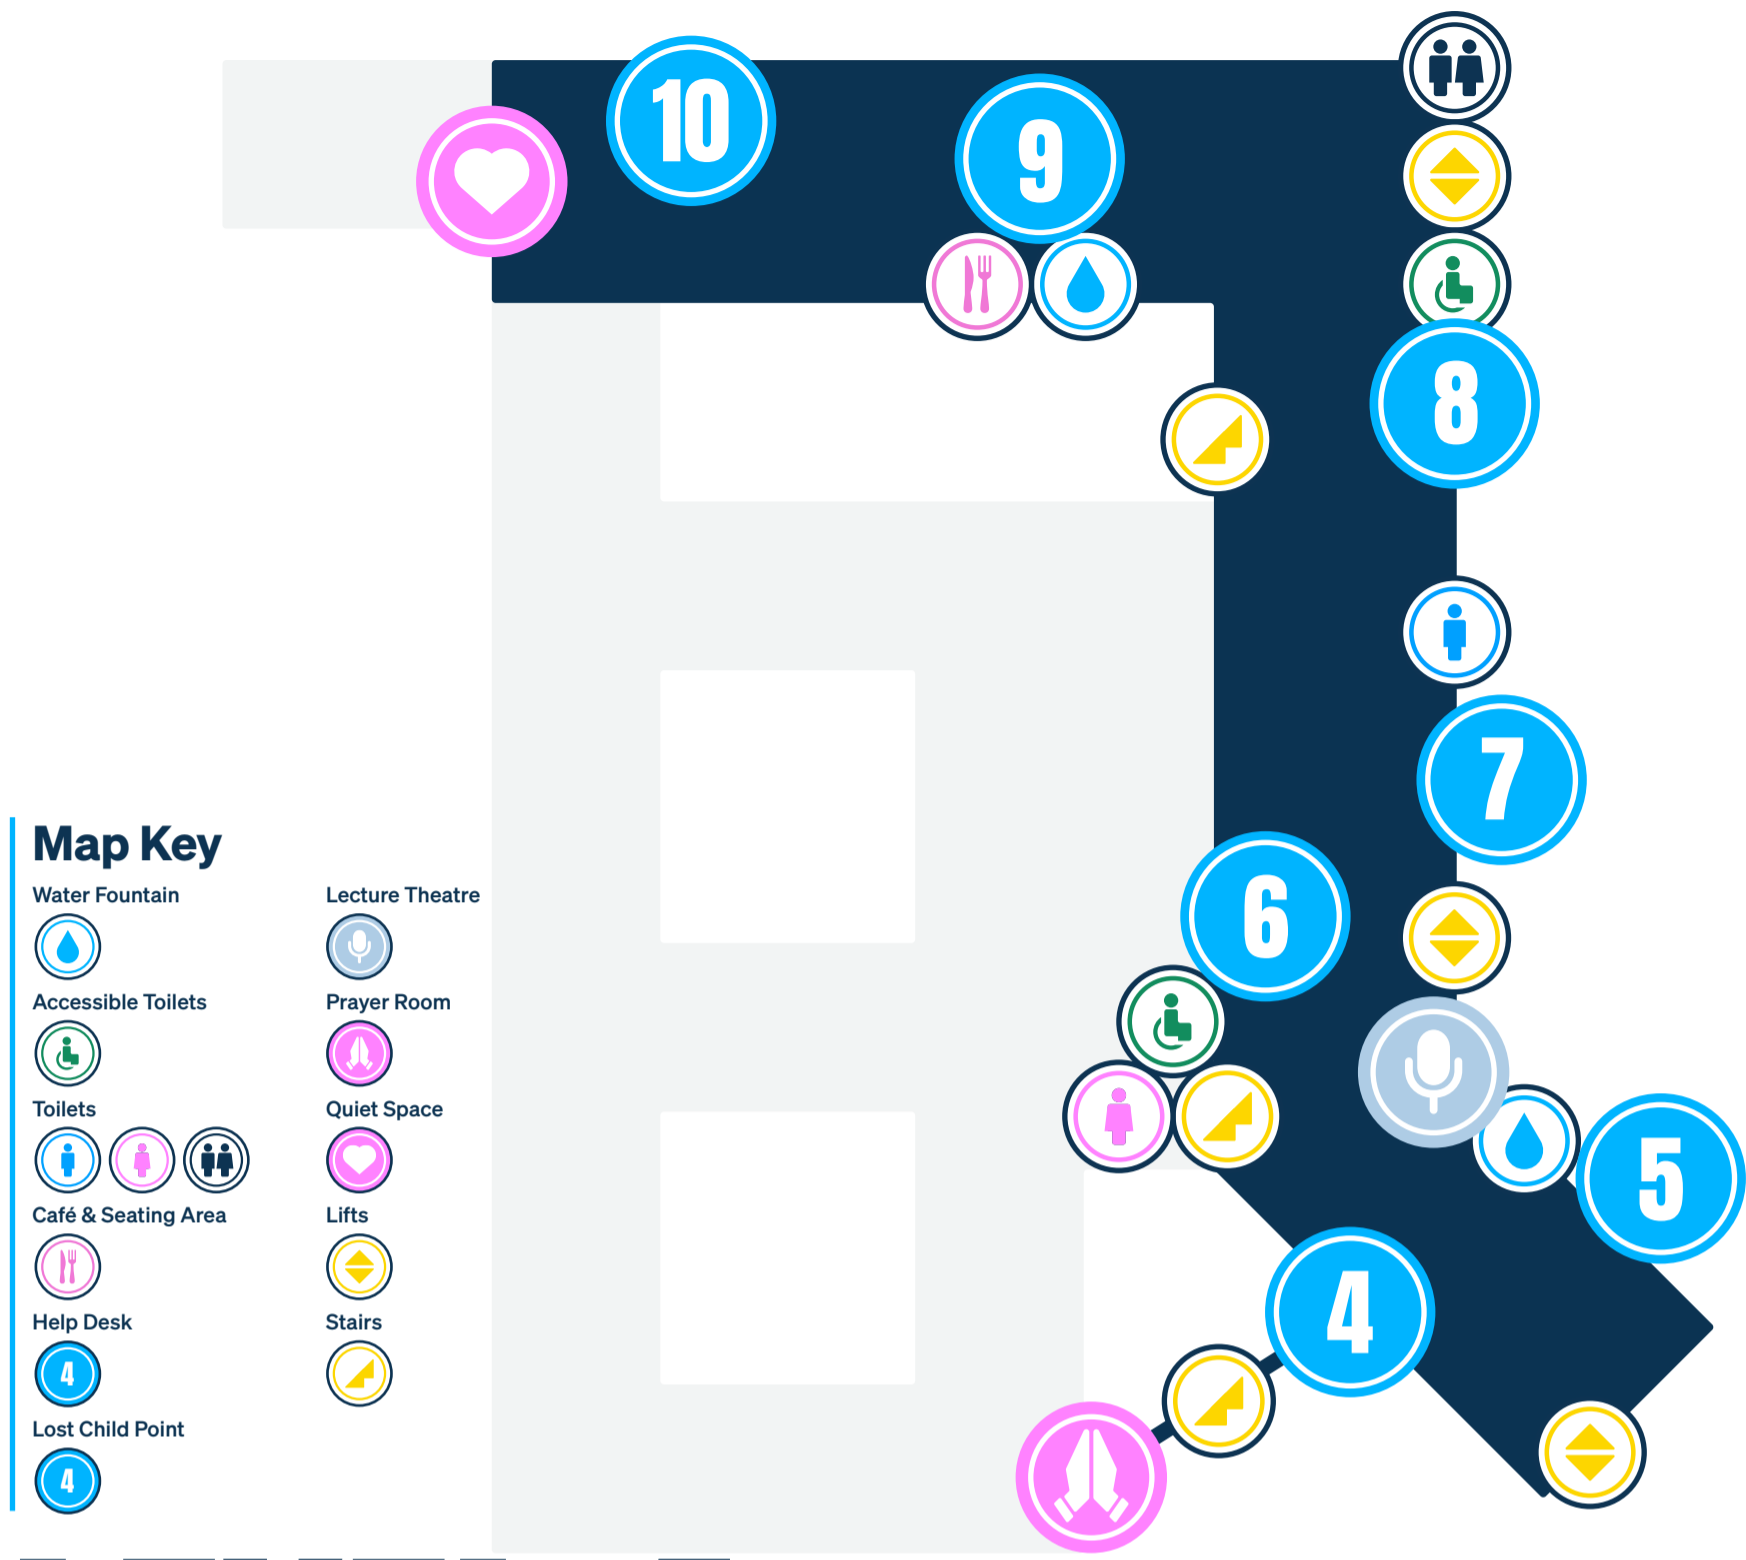 10
9
8
7
6
5
4
Map Key
Water Fountain
Lecture Theatre
Accessible Toilets
Prayer Room
Toilets
Quiet Space
Café & Seating Area
Lifts
Help Desk
Stairs
4
Lost Child Point
4